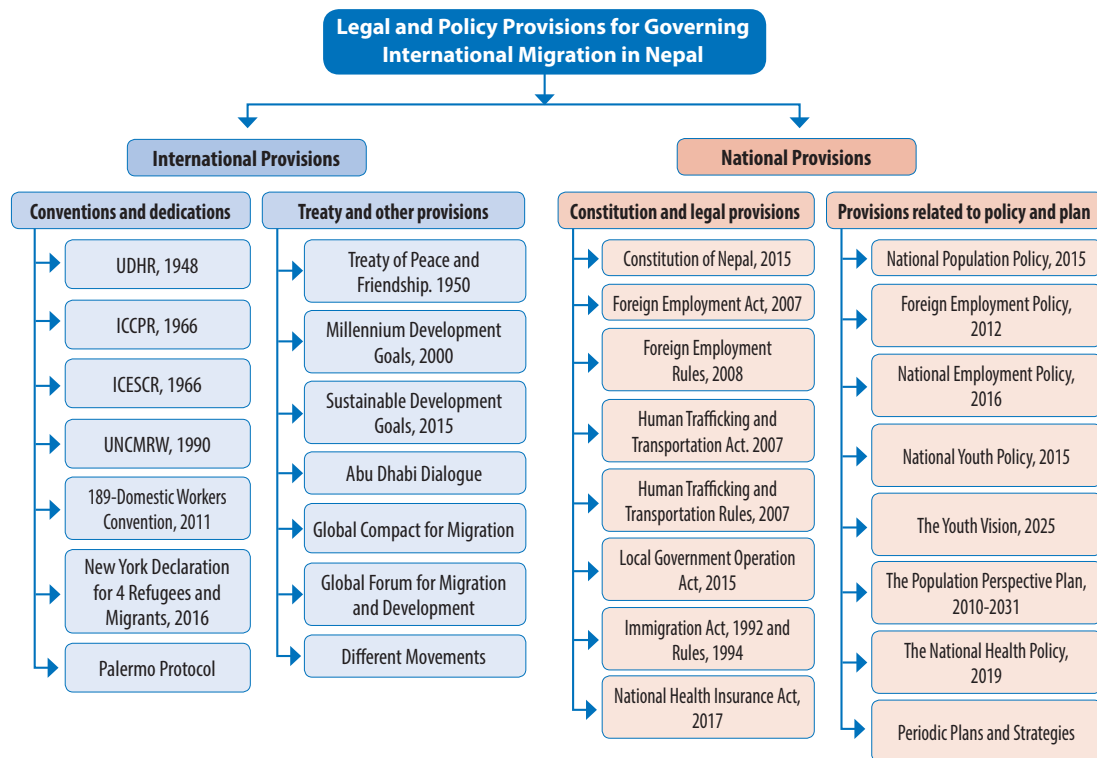 Legal and Policy Provisions for Governing
International Migration in Nepal
International Provisions
National Provisions
Conventions and dedications
UDHR, 1948
ICCPR, 1966
ICESCR, 1966
UNCMRW, 1990
189-Domestic Workers
Convention, 2011
New York Declaration
for 4 Refugees and
Migrants, 2016
Palermo Protocol
Treaty and other provisions
Treaty of Peace and
Friendship. 1950
Millennium Development
Goals, 2000
Sustainable Development
Goals, 2015
Abu Dhabi Dialogue
Global Compact for Migration
Global Forum for Migration
and Development
Different Movements
Constitution and legal provisions
Constitution of Nepal, 2015
Foreign Employment Act, 2007
Foreign Employment
Rules, 2008
Human Trafficking and
Transportation Act. 2007
Human Trafficking and
Transportation Rules, 2007
Local Government Operation
Act, 2015
Immigration Act, 1992 and
Rules, 1994
National Health Insurance Act,
2017
Provisions related to policy and plan
National Population Policy, 2015
Foreign Employment Policy,
2012
National Employment Policy,
2016
National Youth Policy, 2015
The Youth Vision, 2025
The Population Perspective Plan,
2010-2031
The National Health Policy,
2019
Periodic Plans and Strategies